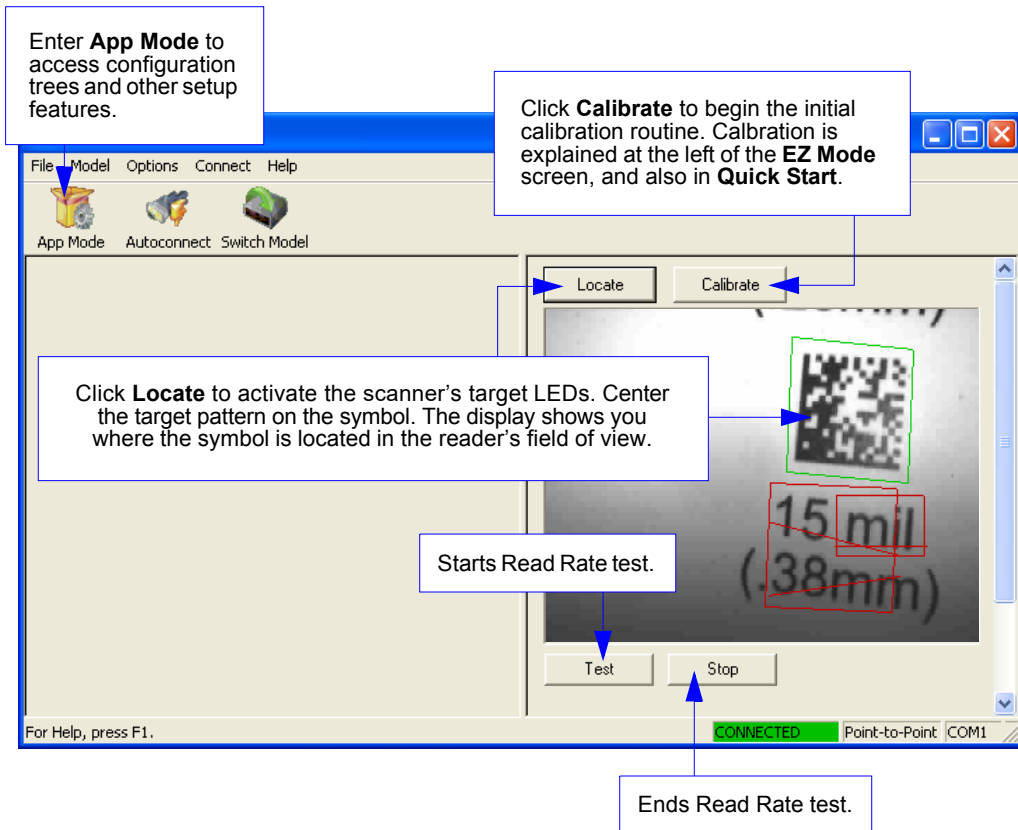 Enter App Mode to
access configuration
trees and other setup
features.
Click Calibrate to begin the initial
calibration routine. Calbration is
explained at the left of the EZ Mode
screen, and also in Quick Start.
File Model Options Connect Help
App Mode Autoconnect Switch Model
Locate Calibrate
Click Locate to activate the scanner's target LEDs. Center
the target pattern on the symbol. The display shows you
where the symbol is located in the reader's field of view.
15 mil
(.38mm)
Starts Read Rate test.
Test Stop
For Help, press F1. CONNECTED Point-to-Point COM1
Ends Read Rate test.